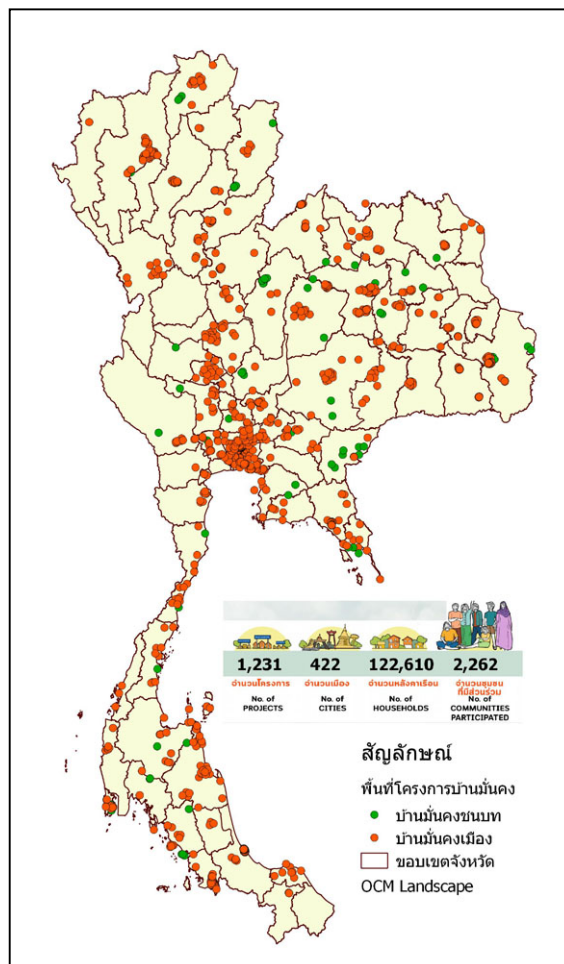 1,231 422 122,610 2,262
จำนวนโครงการ จำนวนเมือง จำนวนหลังคาเรือน จำนวนชุมชน
ที่มีส่วนร่วม
No. of PROJECTS
No. of CITIES
No. of HOUSEHOLDS
No. of COMMUNITIES PARTICIPATED
สัญลักษณ์
พื้นที่โครงการบ้านมั่นคง
บ้านมั่นคงชนบท
บ้านมั่นคงเมือง
ขอบเขตจังหวัด
OCM Landscape